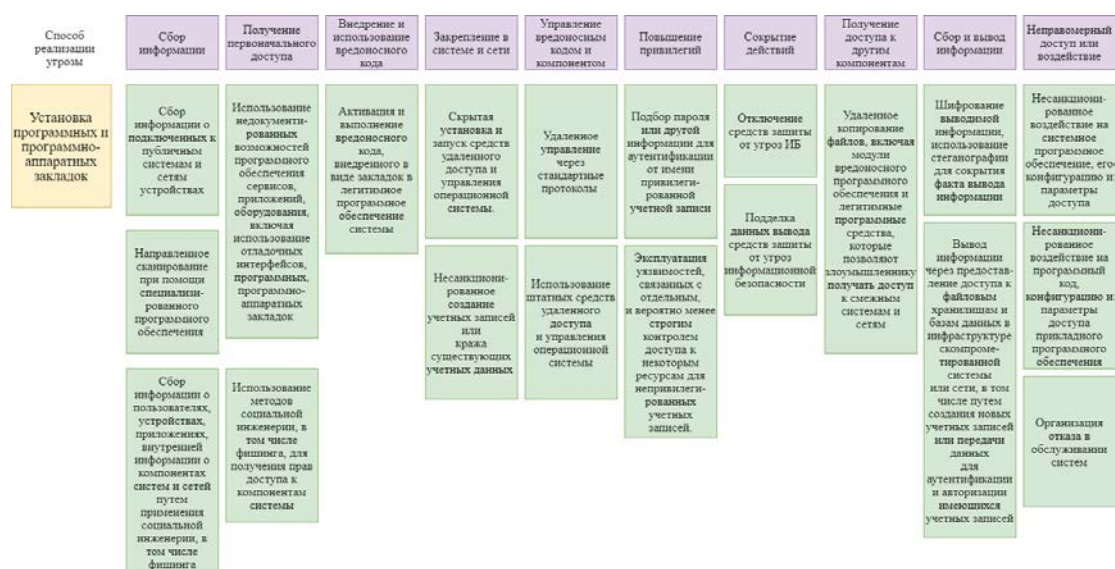 Способ
реализации
угрозы
Сбор
информации
Получение
первоначального
доступа
Внедрение и
использование
вредоносного
кода
Закрепление в
системе и сети
Управление
вредоносным
кодом и
компонентом
Повышение
привилегий
Сокрытие
действий
Получение
доступа к
другим
компонентам
Сбор и вывод
информации
Неправомерный
доступ или
воздействие
Установка
программных и
программно-
аппаратных
закладок
Сбор
информации о
подключенных к
публичным
системам и
сетям
устройствах
Направленное
сканирование
при помощи
специализи-
рованного
программного
обеспечения
Сбор
информации о
пользователях,
устройствах,
приложениях,
внутренней
информации о
компонентах
систем и сетей
путем
применения
социальной
инженерии, в
том числе
фишинга
Использование
недокументи-
рованных
возможностей
программного
обеспечения
сервисов,
приложений,
оборудования,
включая
использование
отладочных
интерфейсов,
программных,
программно-
аппаратных
закладок
Использование
методов
социальной
инженерии, в
том числе
фишинга, для
получения прав
доступа к
компонентам
системы
Активация и
выполнение
вредоносного
кода,
внедренного в
виде закладок в
легитимное
программное
обеспечение
системы
Скрытая
установка и
запуск средств
удаленного
доступа и
управления
операционной
системы.
Несанкциони-
рованное
создание
учетных записей
или
кража
существующих
учетных данных
Удаленное
управление
через
стандартные
протоколы
Использование
штатных средств
удаленного
доступа
и управления
операционной
системы
Подбор пароля
или другой
информации для
аутентификации
от имени
привилеги-
рованной
учетной записи
Эксплуатация
уязвимостей,
связанных с
отдельным,
и вероятно менее
строгим
контролем
доступа к
некоторым
ресурсам для
непривилеги-
рованных
учетных
записей.
Отключение
средств защиты
от угроз ИБ
Подделка
данных вывода
средств защиты
от угроз
информационной
безопасности
Удаленное
копирование
файлов, включая
модули
вредоносного
программного
обеспечения и
легитимные
программные
средства,
которые
позволяют
злоумышленнику
получать доступ
к смежным
системам и
сетям
Шифрование
выводимой
информации,
использование
стеганографии
для сокрытия
факта вывода
информации
Вывод
информации
через предостав-
ление доступа к
файловым
хранилищам и
базам данных в
инфраструктуре
скомпроме-
тированной
системы
или сети, в том
числе путем
создания новых
учетных записей
или передачи
данных
для
аутентификации
и авторизации
имеющихся
учетных записей
Несанкциони-
рованное
воздействие на
системное
программное
обеспечение, его
конфигурацию и
параметры
доступа
Несанкциони-
рованное
воздействие на
программный
код,
конфигурацию и
параметры
доступа
прикладного
программного
обеспечения
Организация
отказа в
обслуживании
систем